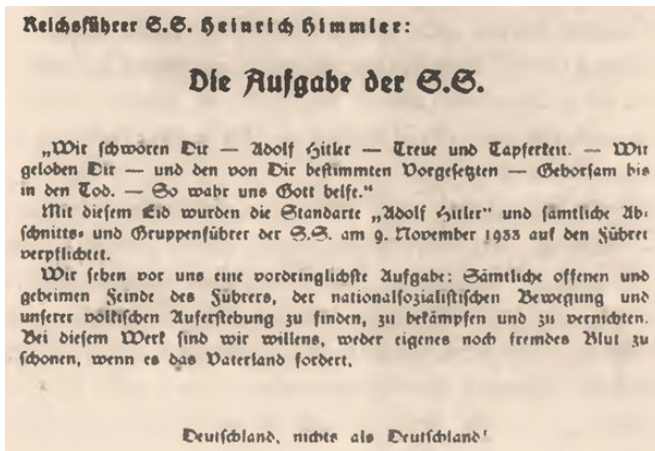 Reichsführer S.S. Heinrich Himmler:
Die Aufgabe der S.S.
„Wir schwören Dir — Adolf Hitler — Treue und Tapferkeit. — Wir
geloben Dir — und den von Dir bestimmten Vorgesetzten — Gehorsam bis
in den Tod. — So wahr uns Gott helfe.“
Mit diesem Eid wurden die Standarte „Adolf Hitler“ und sämtliche Ab-
schnitts- und Gruppenführer der S.S. am 9. November 1933 auf den Führer
verpflichtet.
Wir sehen vor uns eine vordringlichste Aufgabe: Sämtliche offenen und
geheimen Feinde des Führers, der nationalsozialistischen Bewegung und
unserer völkischen Auferstehung zu finden, zu bekämpfen und zu vernichten.
Bei diesem Werk sind wir willens, weder eigenes noch fremdes Blut zu
schonen, wenn es das Vaterland fordert.
Deutschland, nichts als Deutschland!